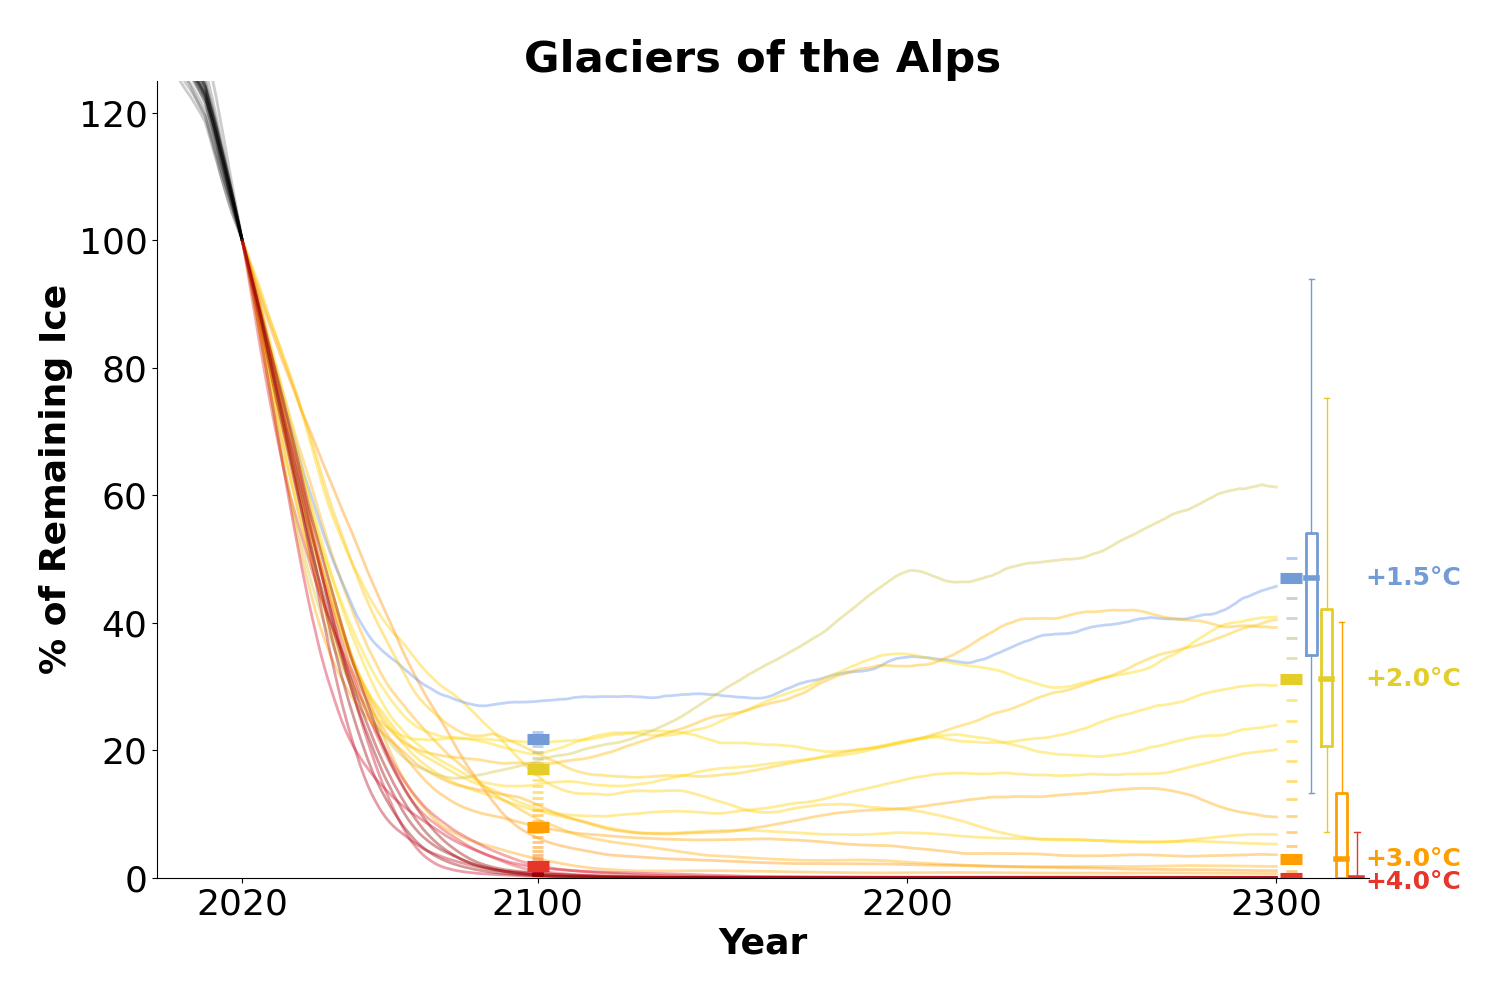 Glaciers of the Alps
% of Remaining Ice
120
100
80
60
40
20
0
+1.5°C
+2.0°C
+3.0°C
+4.0°C
2020 2100 2200 2300
Year